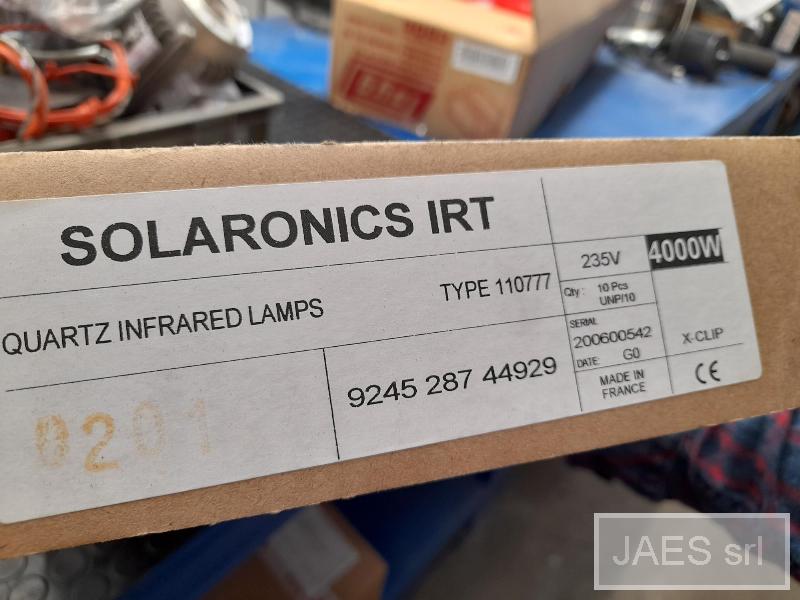 SOLARONICS IRT
QUARTZ INFRARED LAMPS
TYPE 110777
235V
4000W
Qty: 10 Pcs
UNP/10
SERIAL
200600542
DATE: G0
X-CLIP
9245 287 44929
MADE IN
FRANCE
CE
0201
JAES srl